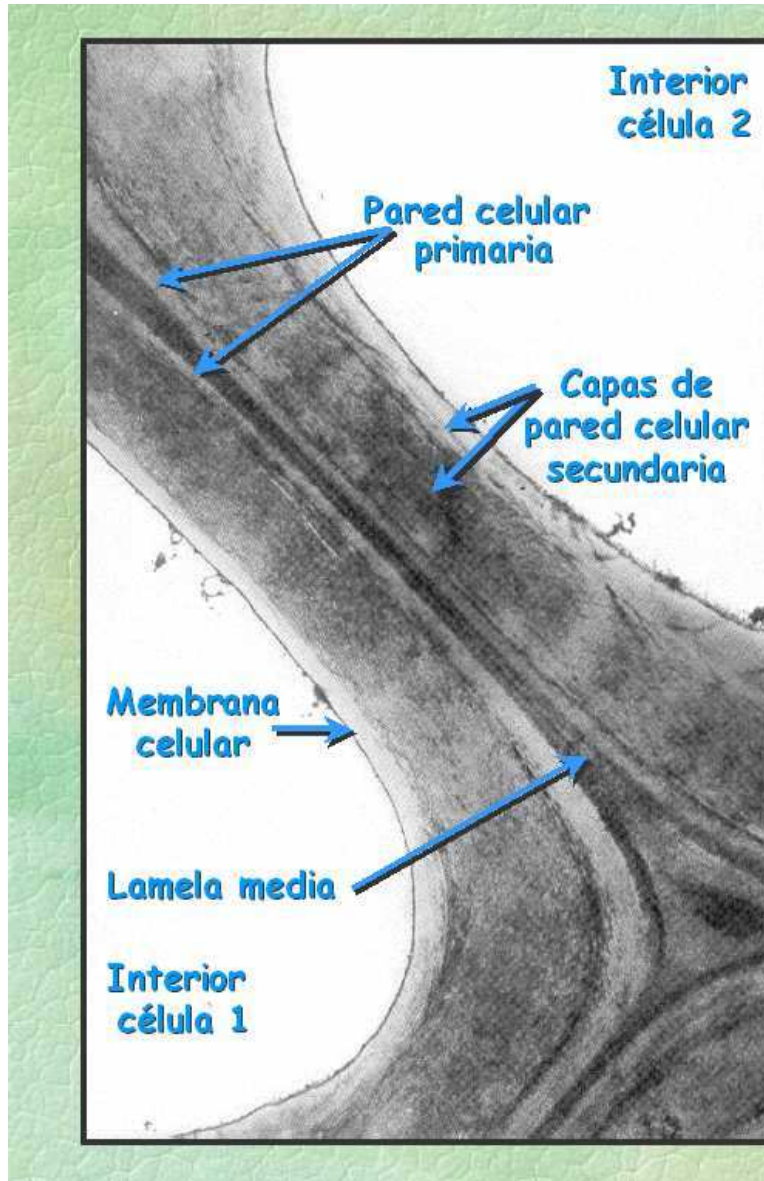 Interior
célula 2
Pared celular
primaria
Capas de
pared celular
secundaria
Membrana
celular
Lamela media
Interior
célula 1